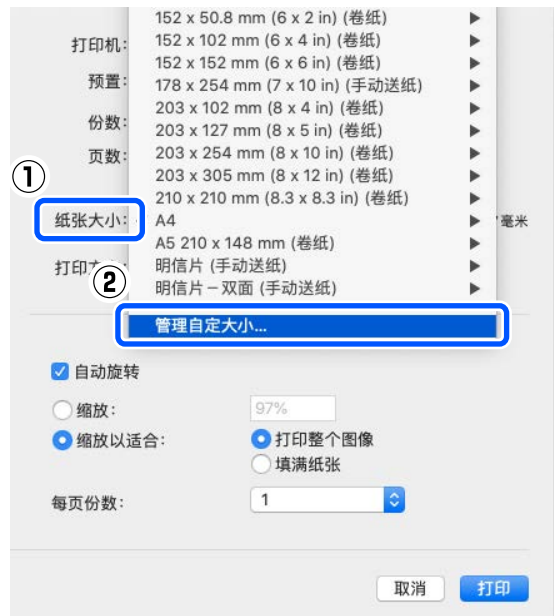 152 x 50.8 mm (6 x 2 in) (卷纸)
打印机: 152 x 102 mm (6 x 4 in) (卷纸)
152 x 152 mm (6 x 6 in) (卷纸)
预置: 178 x 254 mm (7 x 10 in) (手动送纸)
203 x 102 mm (8 x 4 in) (卷纸)
份数: 203 x 127 mm (8 x 5 in) (卷纸)
页数: 203 x 254 mm (8 x 10 in) (卷纸)
① 203 x 305 mm (8 x 12 in) (卷纸)
210 x 210 mm (8.3 x 8.3 in) (卷纸)
纸张大小: A4 毫米
A5 210 x 148 mm (卷纸)
打印 明信片 (手动送纸)
② 明信片－双面 (手动送纸)
管理自定大小...
自动旋转
缩放: 97%
缩放以适合: 打印整个图像
填满纸张
每页份数: 1
取消 打印